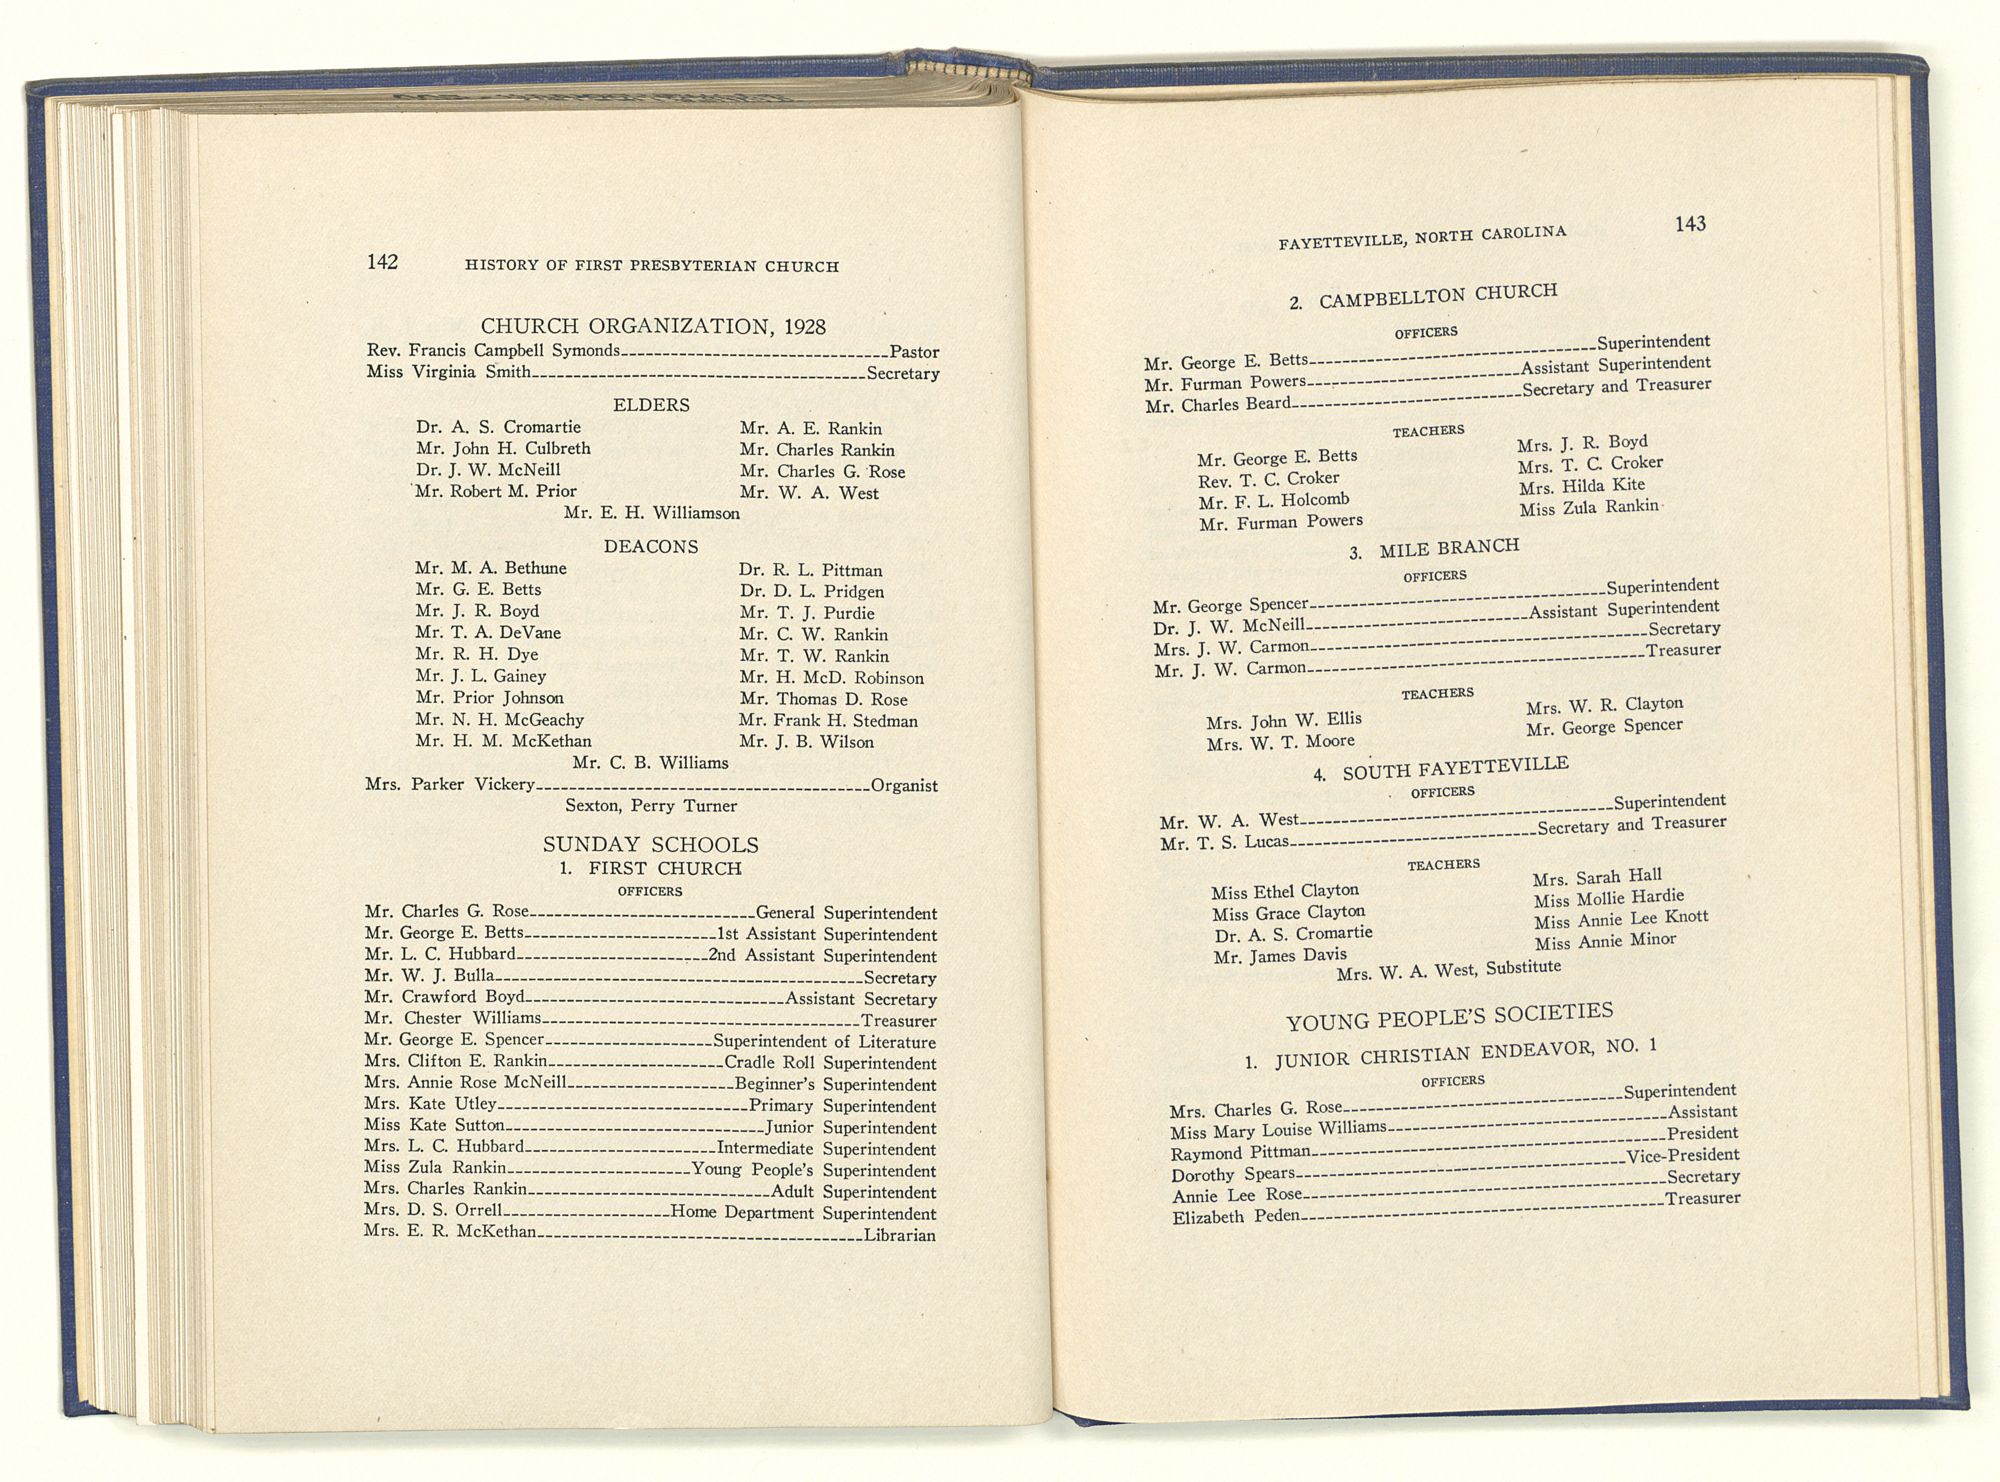 142 HISTORY OF FIRST PRESBYTERIAN CHURCH
CHURCH ORGANIZATION, 1928
Rev. Francis Campbell Symonds Pastor
Miss Virginia Smith Secretary
ELDERS
Dr. A. S. Cromartie Mr. A. E. Rankin
Mr. John H. Culbreth Mr. Charles Rankin
Dr. J. W. McNeill Mr. Charles G. Rose
Mr. Robert M. Prior Mr. W. A. West
Mr. E. H. Williamson
DEACONS
Mr. M. A. Bethune Dr. R. L. Pittman
Mr. G. E. Betts Dr. D. L. Pridgen
Mr. J. R. Boyd Mr. T. J. Purdie
Mr. T. A. DeVane Mr. C. W. Rankin
Mr. R. H. Dye Mr. T. W. Rankin
Mr. J. L. Gainey Mr. H. McD. Robinson
Mr. Prior Johnson Mr. Thomas D. Rose
Mr. N. H. McGeachy Mr. Frank H. Stedman
Mr. H. M. McKethan Mr. J. B. Wilson
Mr. C. B. Williams
Mrs. Parker Vickery Organist
Sexton, Perry Turner
SUNDAY SCHOOLS
1. FIRST CHURCH
OFFICERS
Mr. Charles G. Rose General Superintendent
Mr. George E. Betts 1st Assistant Superintendent
Mr. L. C. Hubbard 2nd Assistant Superintendent
Mr. W. J. Bulla Secretary
Mr. Crawford Boyd Assistant Secretary
Mr. Chester Williams Treasurer
Mr. George E. Spencer Superintendent of Literature
Mrs. Clifton E. Rankin Cradle Roll Superintendent
Mrs. Annie Rose McNeill Beginner's Superintendent
Mrs. Kate Utley Primary Superintendent
Miss Kate Sutton Junior Superintendent
Mrs. L. C. Hubbard Intermediate Superintendent
Miss Zula Rankin Young People's Superintendent
Mrs. Charles Rankin Adult Superintendent
Mrs. D. S. Orrell Home Department Superintendent
Mrs. E. R. McKethan Librarian
FAYETTEVILLE, NORTH CAROLINA 143
2. CAMPBELLTON CHURCH
OFFICERS
Mr. George E. Betts Superintendent
Mr. Furman Powers Assistant Superintendent
Mr. Charles Beard Secretary and Treasurer
TEACHERS
Mr. George E. Betts Mrs. J. R. Boyd
Rev. T. C. Croker Mrs. T. C. Croker
Mr. F. L. Holcomb Mrs. Hilda Kite
Mr. Furman Powers Miss Zula Rankin
3. MILE BRANCH
OFFICERS
Mr. George Spencer Superintendent
Dr. J. W. McNeill Assistant Superintendent
Mrs. J. W. Carmon Secretary
Mr. J. W. Carmon Treasurer
TEACHERS
Mrs. John W. Ellis Mrs. W. R. Clayton
Mrs. W. T. Moore Mr. George Spencer
4. SOUTH FAYETTEVILLE
OFFICERS
Mr. W. A. West Superintendent
Mr. T. S. Lucas Secretary and Treasurer
TEACHERS
Miss Ethel Clayton Mrs. Sarah Hall
Miss Grace Clayton Miss Mollie Hardie
Dr. A. S. Cromartie Miss Annie Lee Knott
Mr. James Davis Miss Annie Minor
Mrs. W. A. West, Substitute
YOUNG PEOPLE'S SOCIETIES
1. JUNIOR CHRISTIAN ENDEAVOR, NO. 1
OFFICERS
Mrs. Charles G. Rose Superintendent
Miss Mary Louise Williams Assistant
Raymond Pittman President
Dorothy Spears Vice-President
Annie Lee Rose Secretary
Elizabeth Peden Treasurer